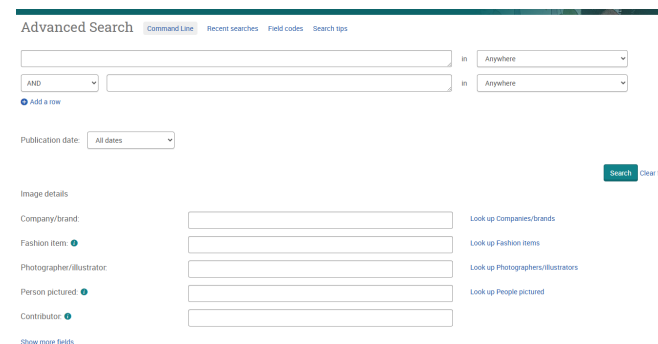 Advanced Search Command Line Recent searches Field codes Search tips
in Anywhere
AND in Anywhere
Add a row
Publication date: All dates
Search Clear
Image details
Company/brand: Look up Companies/brands
Fashion item: Look up Fashion items
Photographer/illustrator: Look up Photographers/illustrators
Person pictured: Look up People pictured
Contributor:
Show more fields